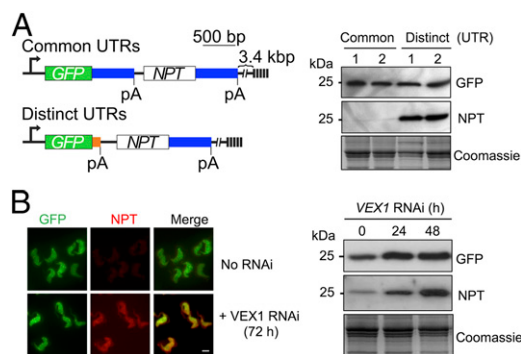 A
Common UTRs
500 bp
3.4 kbp
GFP
NPT
pA
pA
Distinct UTRs
GFP
NPT
pA
pA
Common Distinct (UTR)
kDa 1 2 1 2
25 GFP
25 NPT
Coomassie
B
GFP NPT Merge
No RNAi
+ VEX1 RNAi
(72 h)
VEX1 RNAi (h)
kDa 0 24 48
25 GFP
25 NPT
Coomassie